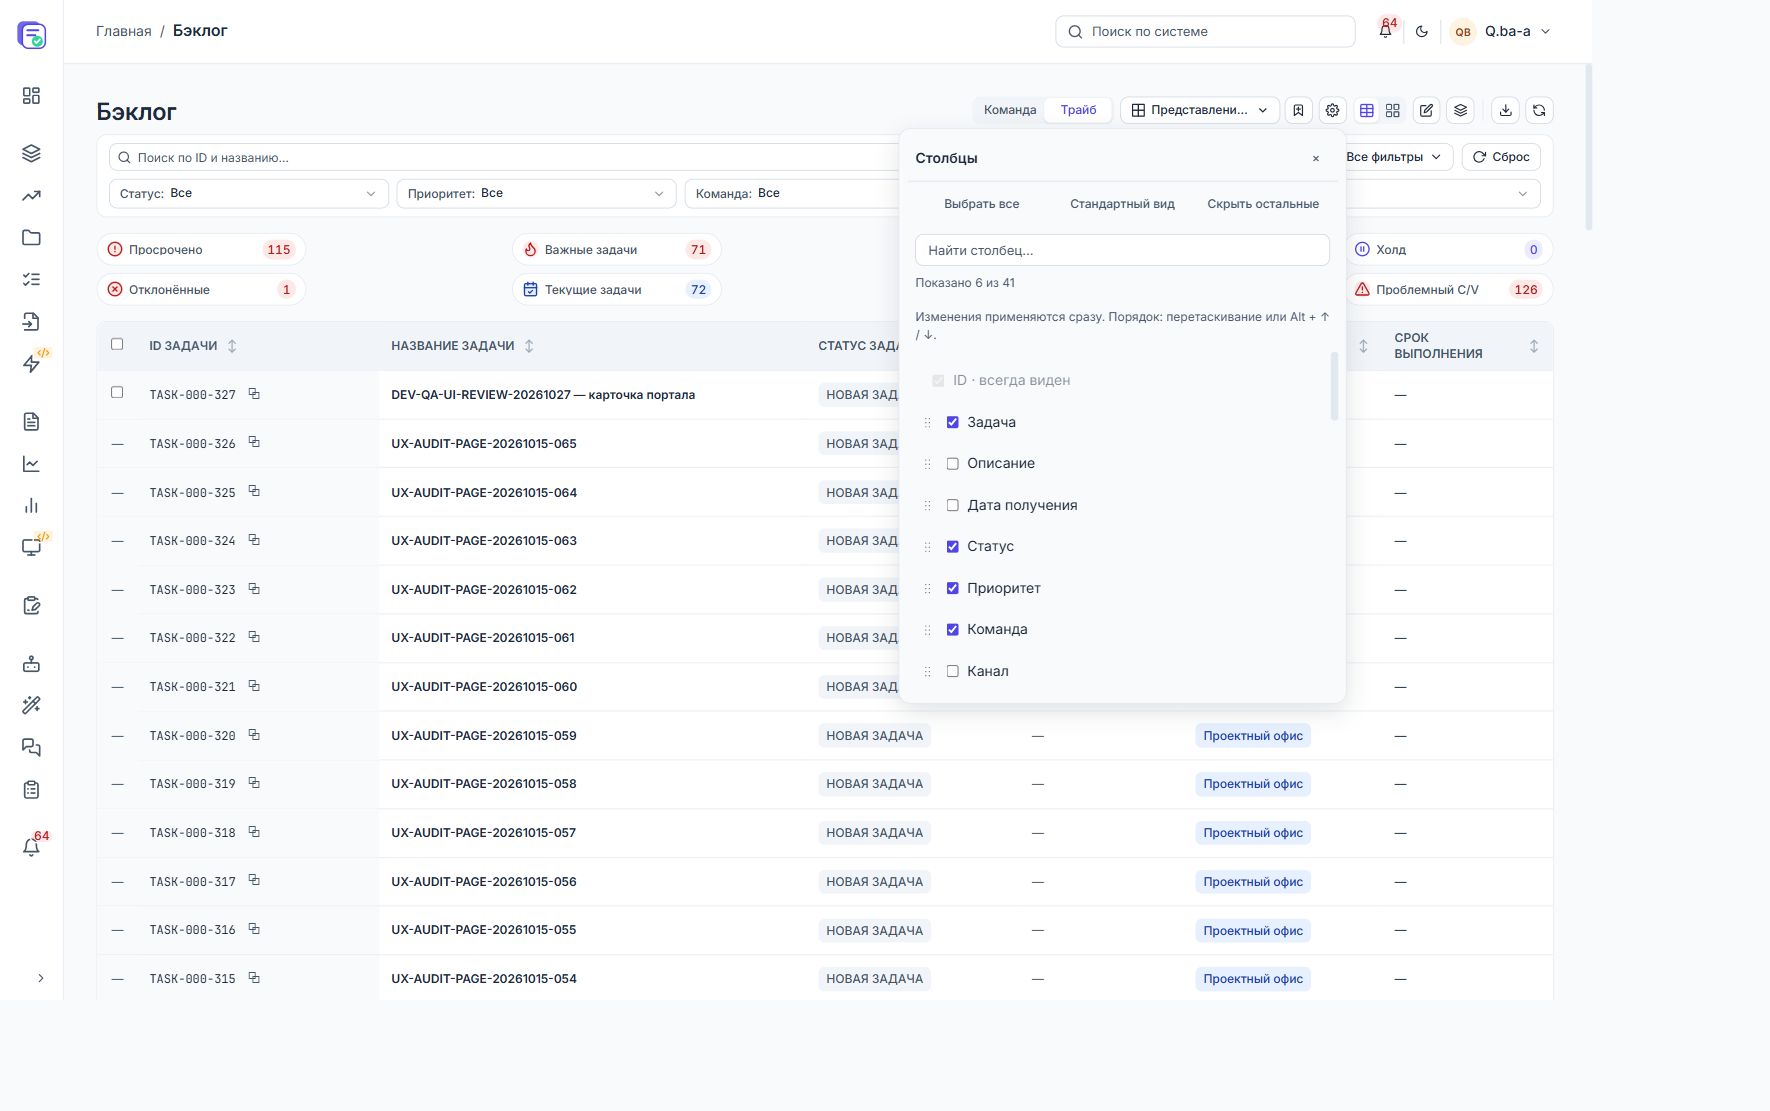 Главная / Бэклог
Поиск по системе
64
QB
Q.ba-a
Бэклог
Команда
Трайб
Представлени...
Поиск по ID и названию...
Все фильтры
Сброс
Статус: Все
Приоритет: Все
Команда: Все
Просрочено 115
Важные задачи 71
Холд 0
Отклонённые 1
Текущие задачи 72
Проблемный C/V 126
Столбцы
×
Выбрать все
Стандартный вид
Скрыть остальные
Найти столбец...
Показано 6 из 41
Изменения применяются сразу. Порядок: перетаскивание или Alt + ↑
/ ↓.
ID · всегда виден
Задача
Описание
Дата получения
Статус
Приоритет
Команда
Канал
ID ЗАДАЧИ
НАЗВАНИЕ ЗАДАЧИ
СТАТУС ЗАДА
СРОК
ВЫПОЛНЕНИЯ
TASK-000-327 DEV-QA-UI-REVIEW-20261027 — карточка портала НОВАЯ ЗАД —
— TASK-000-326 UX-AUDIT-PAGE-20261015-065 НОВАЯ ЗАД —
— TASK-000-325 UX-AUDIT-PAGE-20261015-064 НОВАЯ ЗАД —
— TASK-000-324 UX-AUDIT-PAGE-20261015-063 НОВАЯ ЗАД —
— TASK-000-323 UX-AUDIT-PAGE-20261015-062 НОВАЯ ЗАД —
— TASK-000-322 UX-AUDIT-PAGE-20261015-061 НОВАЯ ЗАД —
— TASK-000-321 UX-AUDIT-PAGE-20261015-060 НОВАЯ ЗАД —
— TASK-000-320 UX-AUDIT-PAGE-20261015-059 НОВАЯ ЗАДАЧА — Проектный офис —
— TASK-000-319 UX-AUDIT-PAGE-20261015-058 НОВАЯ ЗАДАЧА — Проектный офис —
— TASK-000-318 UX-AUDIT-PAGE-20261015-057 НОВАЯ ЗАДАЧА — Проектный офис —
— TASK-000-317 UX-AUDIT-PAGE-20261015-056 НОВАЯ ЗАДАЧА — Проектный офис —
— TASK-000-316 UX-AUDIT-PAGE-20261015-055 НОВАЯ ЗАДАЧА — Проектный офис —
— TASK-000-315 UX-AUDIT-PAGE-20261015-054 НОВАЯ ЗАДАЧА — Проектный офис —
</>
</>
64